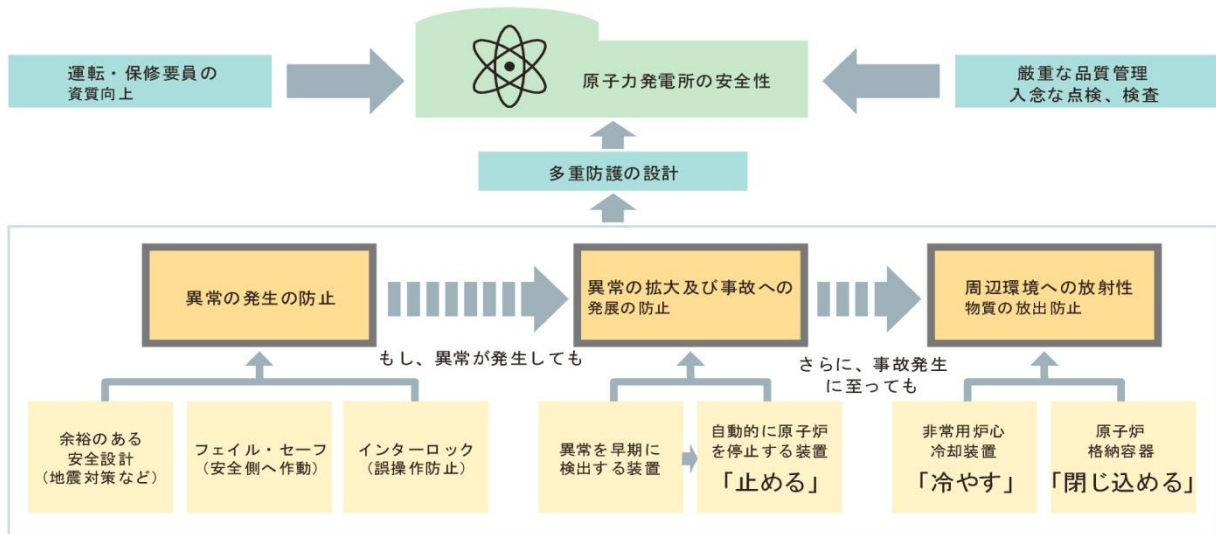 運転・保修要員の
資質向上
原子力発電所の安全性
厳重な品質管理
入念な点検、検査
多重防護の設計
異常の発生の防止
もし、異常が発生しても
異常の拡大及び事故への
発展の防止
さらに、事故発生
に至っても
周辺環境への放射性
物質の放出防止
余裕のある
安全設計
(地震対策など)
フェイル・セーフ
(安全側へ作動)
インターロック
(誤操作防止)
異常を早期に
検出する装置
自動的に原子炉
を停止する装置
「止める」
非常用炉心
冷却装置
「冷やす」
原子炉
格納容器
「閉じ込める」